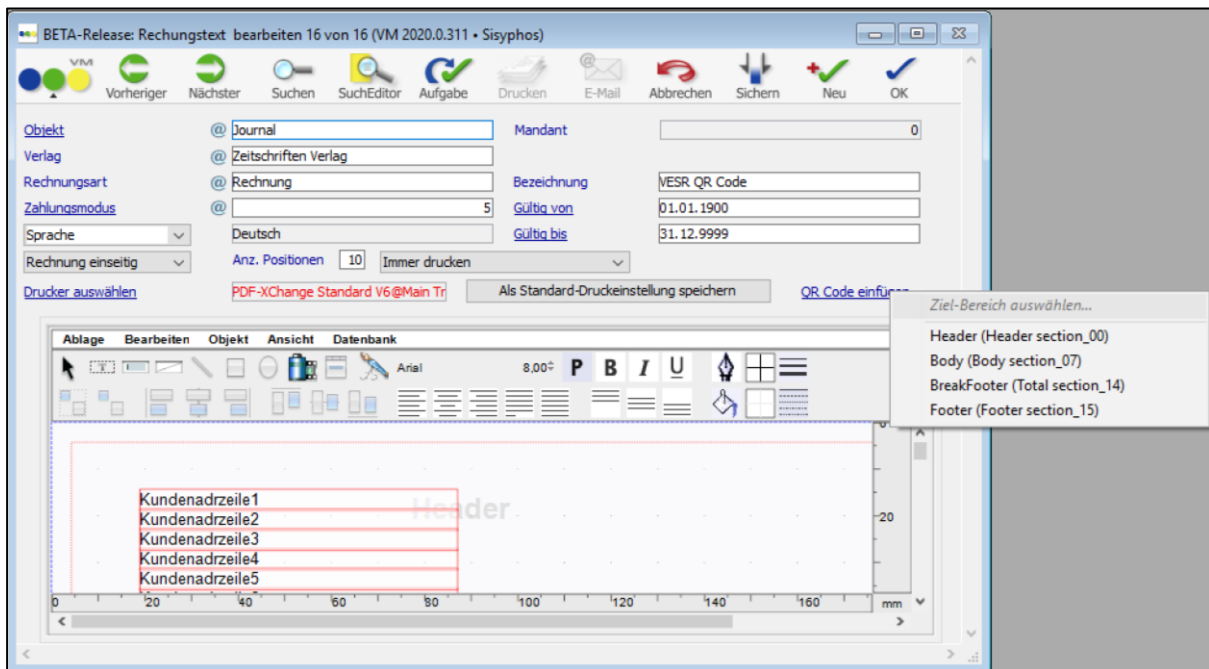 BETA-Release: Rechungstext bearbeiten 16 von 16 (VM 2020.0.311 • Sisyphos)
VM
Vorheriger Nächster Suchen SuchEditor Aufgabe Drucken E-Mail Abbrechen Sichern Neu OK
Objekt @ Journal Mandant 0
Verlag @ Zeitschriften Verlag
Rechnungsart @ Rechnung Bezeichnung VESR QR Code
Zahlungsmodus @ 5 Gültig von 01.01.1900
Sprache Deutsch Gültig bis 31.12.9999
Rechnung einseitig Anz. Positionen 10 Immer drucken
Drucker auswählen PDF-XChange Standard V6@Main Tr Als Standard-Druckeinstellung speichern QR Code einfügen
Ziel-Bereich auswählen...
Header (Header section_00)
Body (Body section_07)
BreakFooter (Total section_14)
Footer (Footer section_15)
Ablage Bearbeiten Objekt Ansicht Datenbank
Arial 8,00 P B I U
Header
Kundenadrzeile1
Kundenadrzeile2
Kundenadrzeile3
Kundenadrzeile4
Kundenadrzeile5
0
20
0 20 40 60 80 100 120 140 160 mm